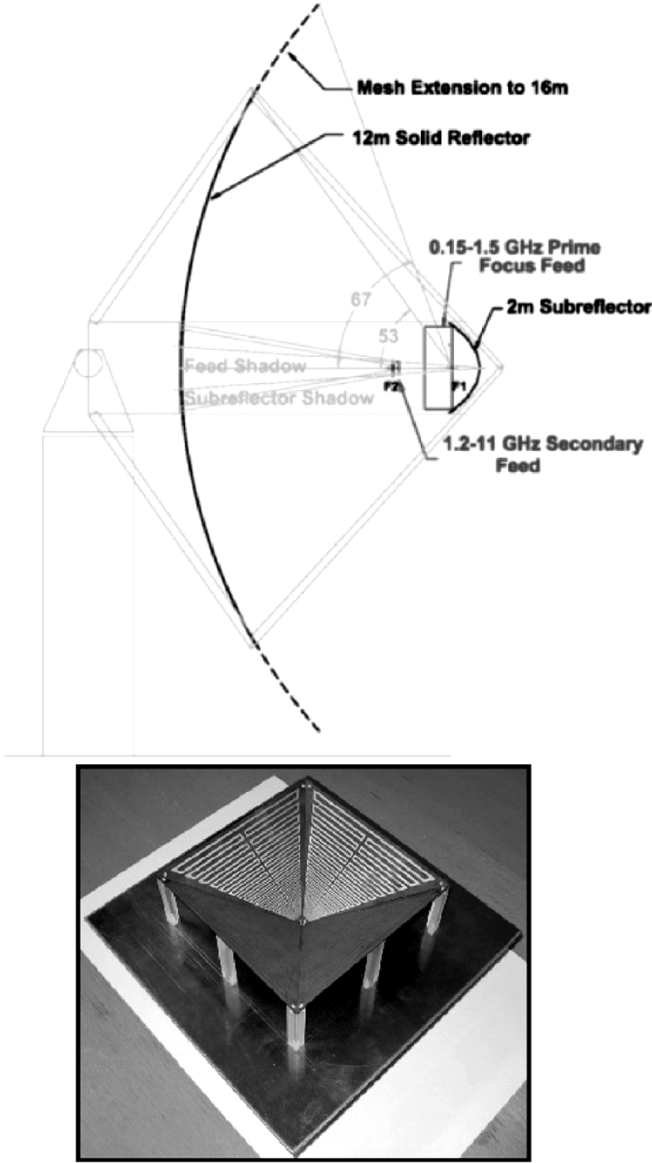 Mesh Extension to 16m
12m Solid Reflector
0.15-1.5 GHz Prime
Focus Feed
2m Subreflector
67
53
Feed Shadow
F2
F1
Subreflector Shadow
1.2-11 GHz Secondary
Feed